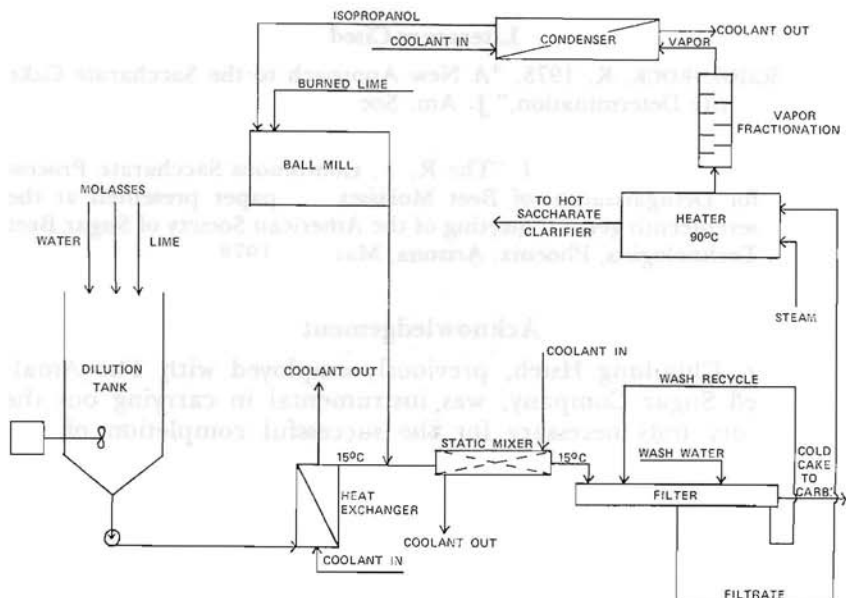 ISOPROPANOL
COOLANT IN
CONDENSER
COOLANT OUT
VAPOR
BURNED LIME
VAPOR
FRACTIONATION
BALL MILL
MOLASSES
WATER
LIME
TO HOT
SACCHARATE
CLARIFIER
HEATER
90°C
STEAM
DILUTION
TANK
COOLANT OUT
COOLANT IN
WASH RECYCLE
STATIC MIXER
15°C
15°C
WASH WATER
COLD
CAKE
TO
CARB.
HEAT
EXCHANGER
FILTER
COOLANT OUT
COOLANT IN
FILTRATE
Acknowledgement